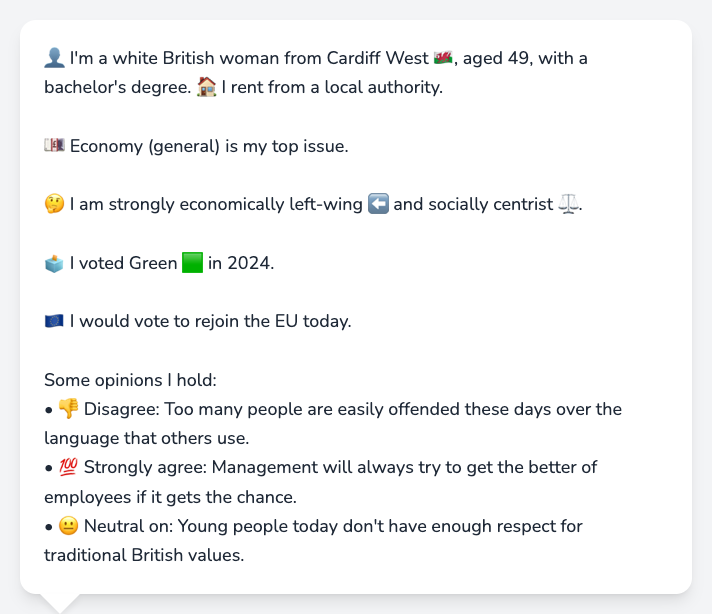 👤 I'm a white British woman from Cardiff West 🏴󠁧󠁢󠁷󠁬󠁳󠁿, aged 49, with a
bachelor's degree. 🏠 I rent from a local authority.
💷 Economy (general) is my top issue.
🤔 I am strongly economically left-wing ⬅️ and socially centrist ⚖️.
🗳️ I voted Green 🟩 in 2024.
🇪🇺 I would vote to rejoin the EU today.
Some opinions I hold:
• 👎 Disagree: Too many people are easily offended these days over the
language that others use.
• 💯 Strongly agree: Management will always try to get the better of
employees if it gets the chance.
• 😐 Neutral on: Young people today don't have enough respect for
traditional British values.